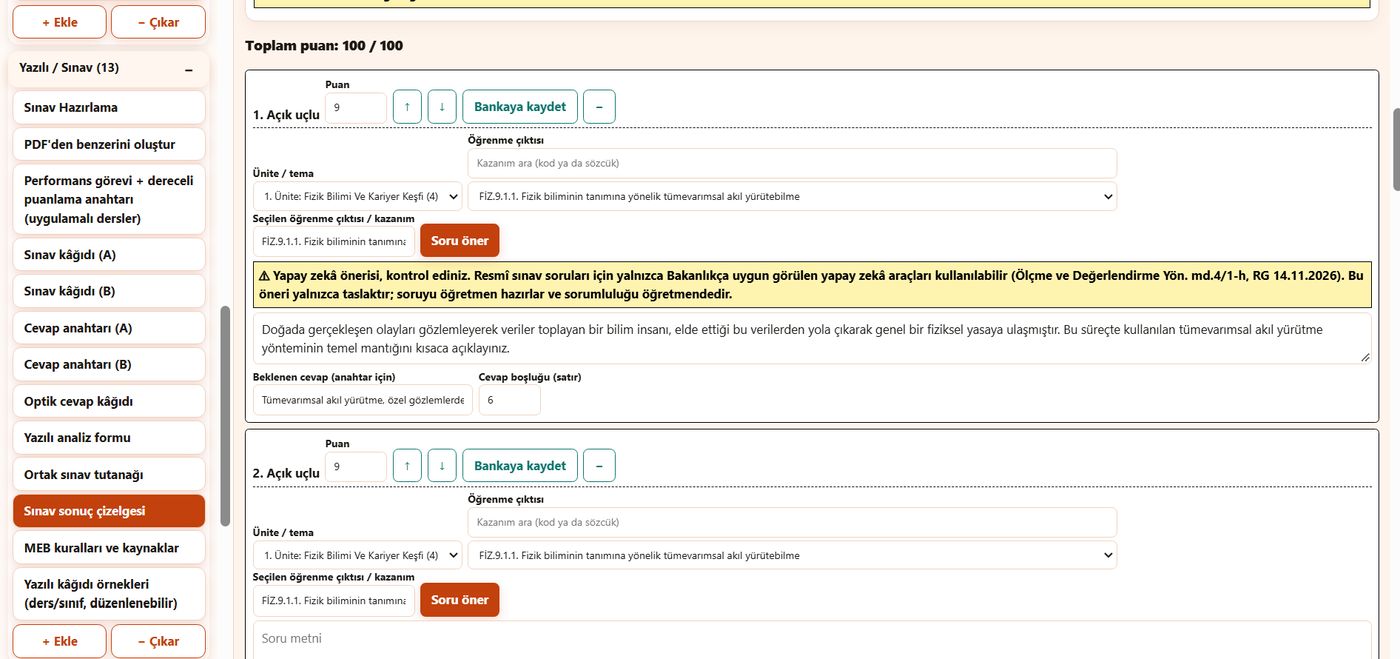 + Ekle
− Çıkar
Yazılı / Sınav (13)
−
Sınav Hazırlama
PDF'den benzerini oluştur
Performans görevi + dereceli
puanlama anahtarı
(uygulamalı dersler)
Sınav kâğıdı (A)
Sınav kâğıdı (B)
Cevap anahtarı (A)
Cevap anahtarı (B)
Optik cevap kâğıdı
Yazılı analiz formu
Ortak sınav tutanağı
Sınav sonuç çizelgesi
MEB kuralları ve kaynaklar
Yazılı kâğıdı örnekleri
(ders/sınıf, düzenlenebilir)
+ Ekle
− Çıkar
Toplam puan: 100 / 100
Puan
1. Açık uçlu
9
↑
↓
Bankaya kaydet
−
Öğrenme çıktısı
Kazanım ara (kod ya da sözcük)
Ünite / tema
1. Ünite: Fizik Bilimi Ve Kariyer Keşfi (4)
FİZ.9.1.1. Fizik biliminin tanımına yönelik tümevarımsal akıl yürütebilme
Seçilen öğrenme çıktısı / kazanım
FİZ.9.1.1. Fizik biliminin tanımına
Soru öner
⚠ Yapay zekâ önerisi, kontrol ediniz. Resmî sınav soruları için yalnızca Bakanlıkça uygun görülen yapay zekâ araçları kullanılabilir (Ölçme ve Değerlendirme Yön. md.4/1-h, RG 14.11.2026). Bu
öneri yalnızca taslaktır; soruyu öğretmen hazırlar ve sorumluluğu öğretmendedir.
Doğada gerçekleşen olayları gözlemleyerek veriler toplayan bir bilim insanı, elde ettiği bu verilerden yola çıkarak genel bir fiziksel yasaya ulaşmıştır. Bu süreçte kullanılan tümevarımsal akıl yürütme
yönteminin temel mantığını kısaca açıklayınız.
Beklenen cevap (anahtar için)
Cevap boşluğu (satır)
Tümevarımsal akıl yürütme, özel gözlemlerde
6
Puan
2. Açık uçlu
9
↑
↓
Bankaya kaydet
−
Öğrenme çıktısı
Kazanım ara (kod ya da sözcük)
Ünite / tema
1. Ünite: Fizik Bilimi Ve Kariyer Keşfi (4)
FİZ.9.1.1. Fizik biliminin tanımına yönelik tümevarımsal akıl yürütebilme
Seçilen öğrenme çıktısı / kazanım
FİZ.9.1.1. Fizik biliminin tanımına
Soru öner
Soru metni